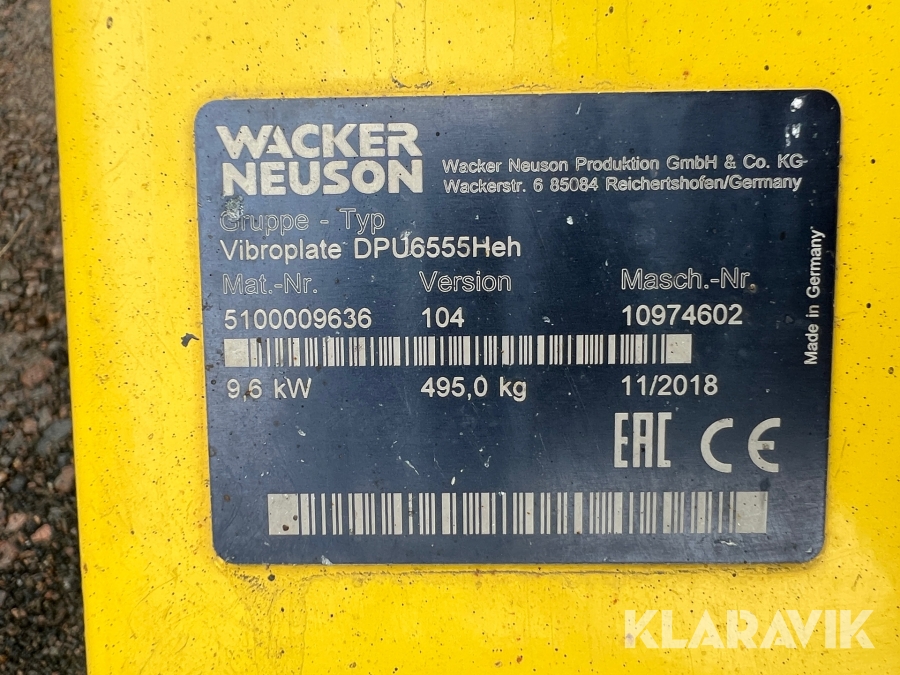 WACKER
NEUSON
Wacker Neuson Produktion GmbH & Co. KG
Wackerstr. 6 85084 Reichertshofen/Germany
Gruppe - Typ
Vibroplate DPU6555Heh
Mat.-Nr. Version Masch.-Nr.
5100009636 104 10974602
9,6 kW 495,0 kg 11/2018
EAC CE
Made in Germany
KLARAVIK